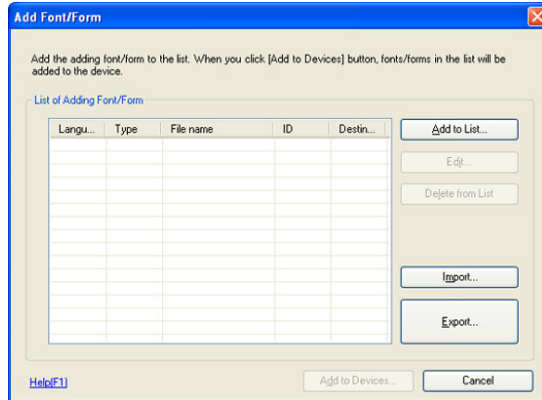 Add Font/Form
Add the adding font/form to the list. When you click [Add to Devices] button, fonts/forms in the list will be
added to the device.
List of Adding Font/Form
Langu... Type File name ID Destin...
Add to List...
Edit...
Delete from List
Import...
Export...
Help(F1)
Add to Devices...
Cancel